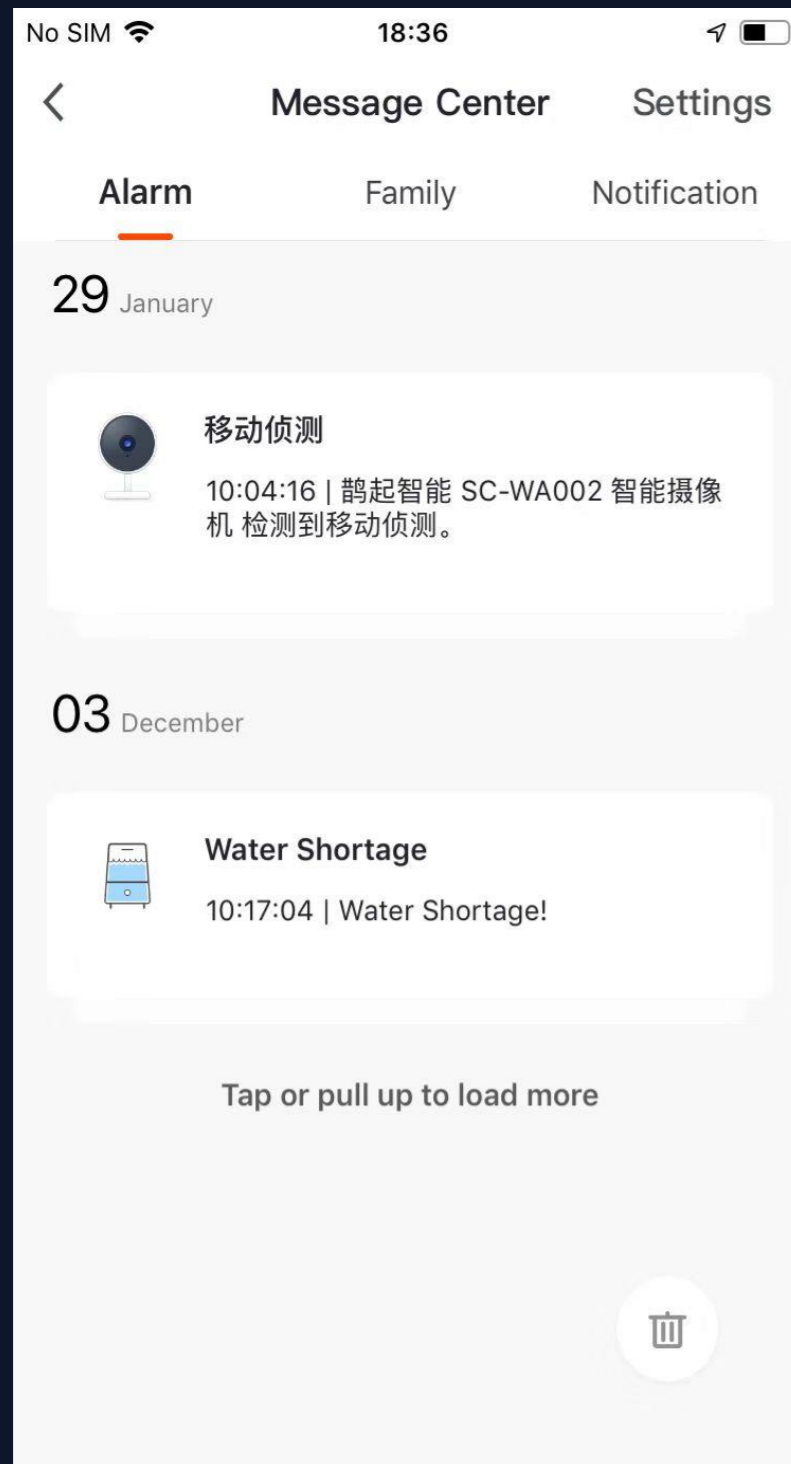 No SIM 18:36
Message Center Settings
Alarm Family Notification
29 January
移动侦测
10:04:16 | 鹊起智能 SC-WA002 智能摄像
机 检测到移动侦测。
03 December
Water Shortage
10:17:04 | Water Shortage!
Tap or pull up to load more